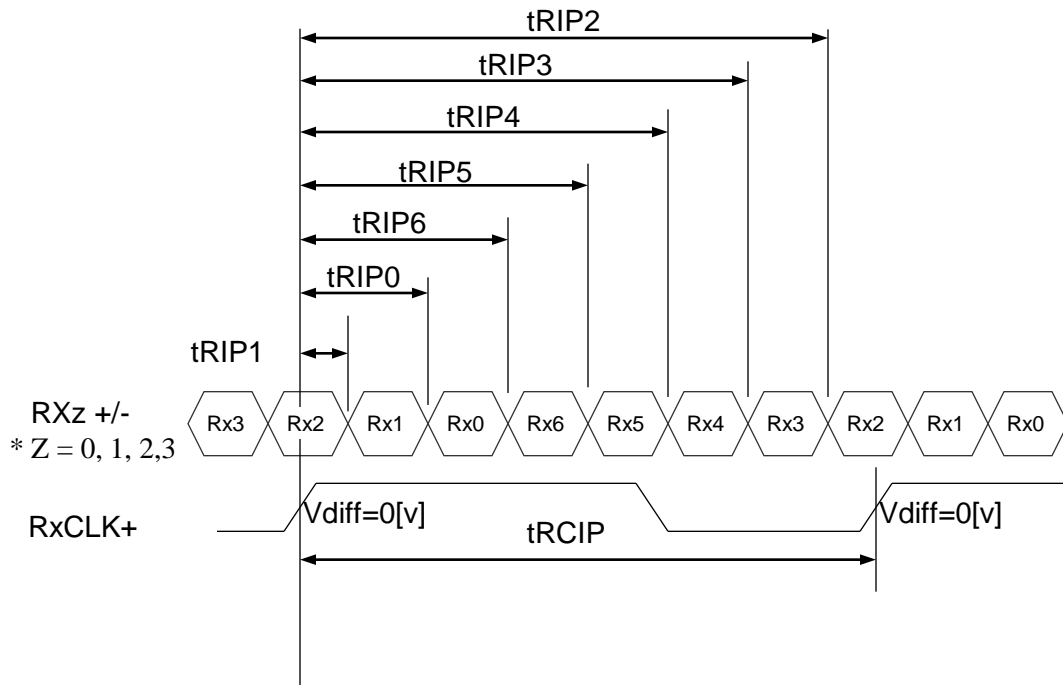 tRIP2
tRIP3
tRIP4
tRIP5
tRIP6
tRIP0
tRIP1
RXz +/-
* Z = 0, 1, 2,3
Rx3 Rx2 Rx1 Rx0 Rx6 Rx5 Rx4 Rx3 Rx2 Rx1 Rx0
RxCLK+
Vdiff=0[v] Vdiff=0[v]
tRCIP